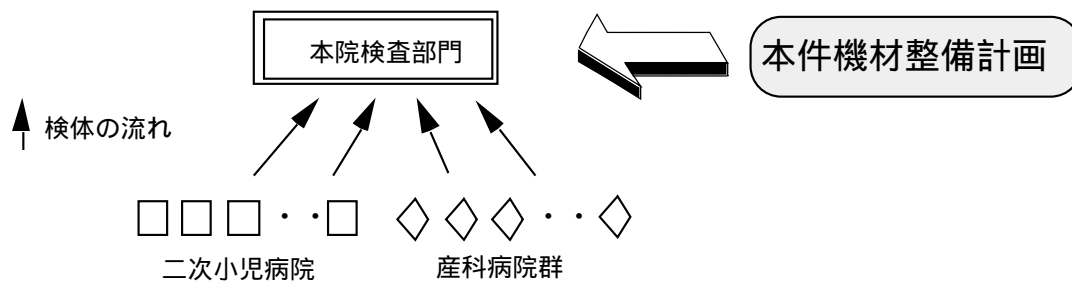 本院検査部門
本件機材整備計画
検体の流れ
・・
・・
二次小児病院
産科病院群